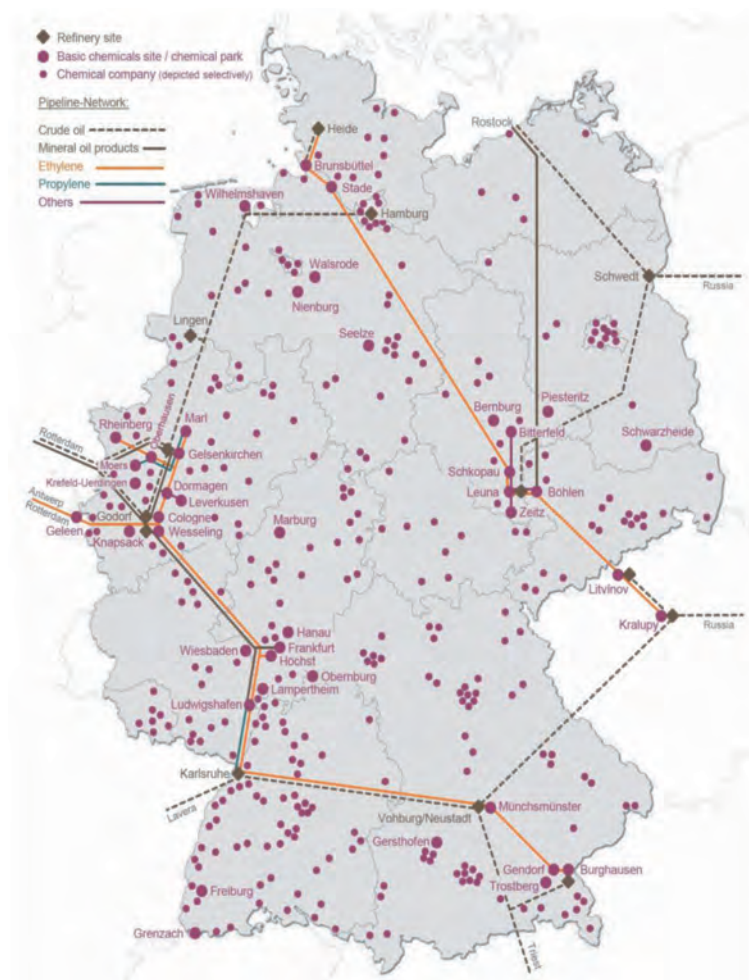 Refinery site
Basic chemicals site / chemical park
Chemical company (depicted selectively)
Pipeline-Network:
Crude oil
Mineral oil products
Ethylene
Propylene
Others
Heide
Rostock
Brunsbüttel
Stade
Wilhelmshaven
Hamburg
Walsrode
Schwedt
Russia
Nienburg
Lingen
Seelze
Rotterdam
Rheinberg
Oberhausen
Marl
Bernburg
Piesteritz
Bitterfeld
Schwarzheide
Moers
Gelsenkirchen
Krefeld-Uerdingen
Schkopau
Dormagen
Leverkusen
Leuna
Böhlen
Antwerp
Rotterdam
Godorf
Cologne
Zeitz
Geleen
Knapsack
Wesseling
Marburg
Litvínov
Kralupy
Russia
Hanau
Wiesbaden
Frankfurt
Höchst
Obernburg
Lampertheim
Ludwigshafen
Karlsruhe
Lavera
Vohburg/Neustadt
Münchsmünster
Gersthofen
Gendorf
Burghausen
Trostberg
Freiburg
Triest
Grenzach